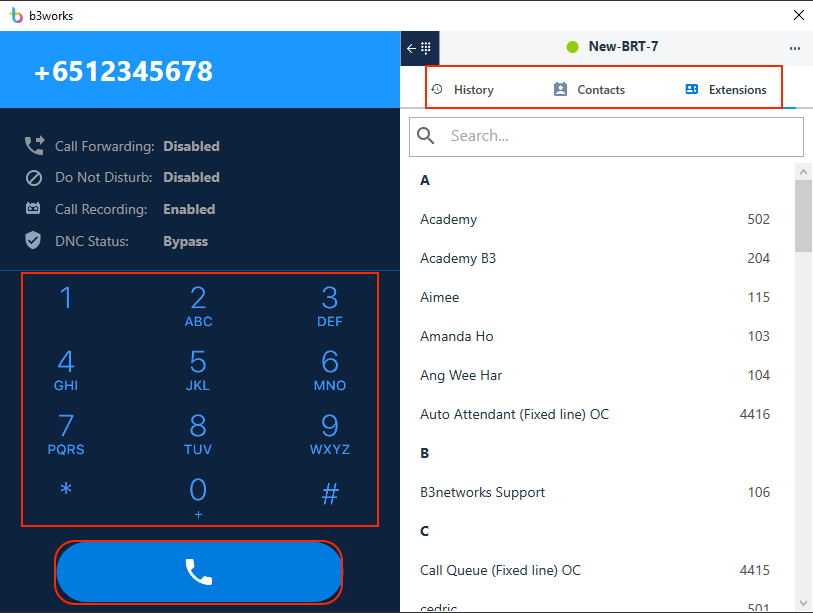 b3works
+6512345678
Call Forwarding: Disabled
Do Not Disturb: Disabled
Call Recording: Enabled
DNC Status: Bypass
1 2 3
ABC DEF
4 5 6
GHI JKL MNO
7 8 9
PQRS TUV WXYZ
* 0 #
+
New-BRT-7
History Contacts Extensions
Search...
A
Academy 502
Academy B3 204
Aimee 115
Amanda Ho 103
Ang Wee Har 104
Auto Attendant (Fixed line) OC 4416
B
B3networks Support 106
C
Call Queue (Fixed line) OC 4415
cedric 501